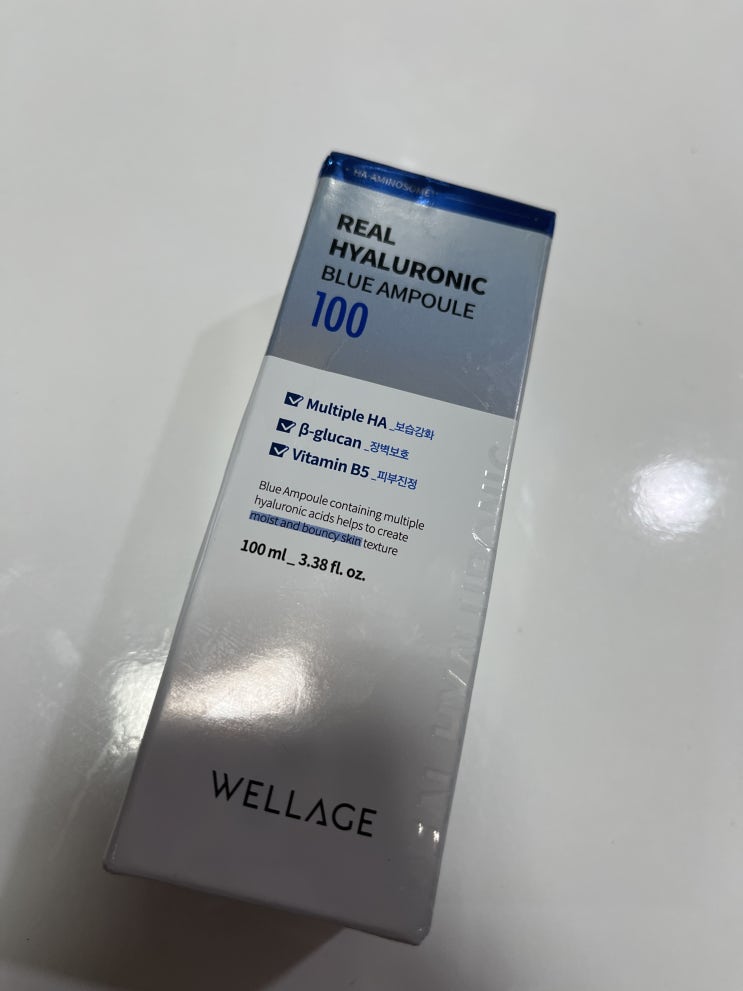 HA-AMINOSOME
REAL
HYALURONIC
BLUE AMPOULE
100
Multiple HA _보습강화
β-glucan _장벽보호
Vitamin B5 _피부진정
Blue Ampoule containing multiple
hyaluronic acids helps to create
moist and bouncy skin texture
100 ml _ 3.38 fl. oz.
WELLAGE